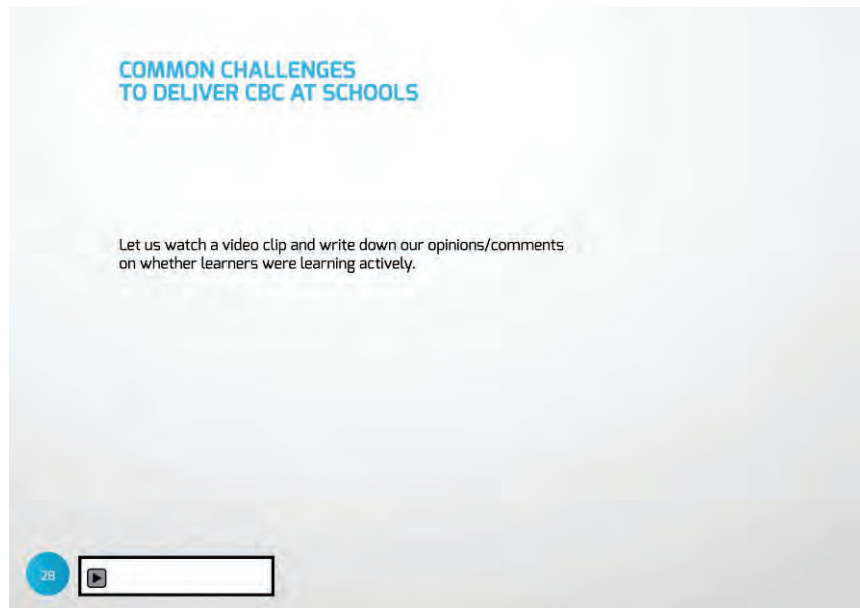 COMMON CHALLENGES
TO DELIVER CBC AT SCHOOLS
Let us watch a video clip and write down our opinions/comments
on whether learners were learning actively.
28